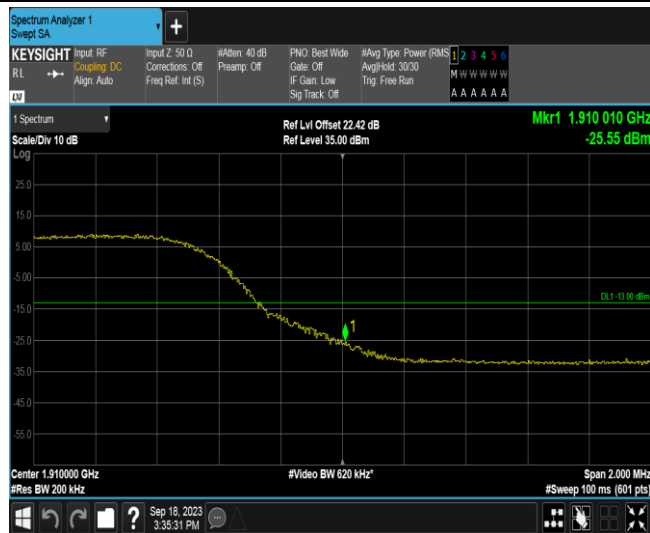 Spectrum Analyzer 1
Swept SA
+
KEYSIGHT
RL
LXI
Input: RF
Coupling: DC
Align: Auto
Input Z: 50 Ω
Corrections: Off
Freq Ref: Int (S)
#Atten: 40 dB
Preamp: Off
PNO: Best Wide
Gate: Off
IF Gain: Low
Sig Track: Off
#Avg Type: Power (RMS
Avg|Hold: 30/30
Trig: Free Run
1 2 3 4 5 6
M W W W W W
A A A A A A
1 Spectrum
Scale/Div 10 dB
Ref Lvl Offset 22.42 dB
Ref Level 35.00 dBm
Mkr1 1.910 010 GHz
-25.55 dBm
Log
25.0
15.0
5.00
-5.00
DL1 -13.00 dBm
-15.0
1
-25.0
-35.0
-45.0
-55.0
Center 1.910000 GHz
#Video BW 620 kHz*
Span 2.000 MHz
#Res BW 200 kHz
#Sweep 100 ms (601 pts)
?
Sep 18, 2023
3:35:31 PM